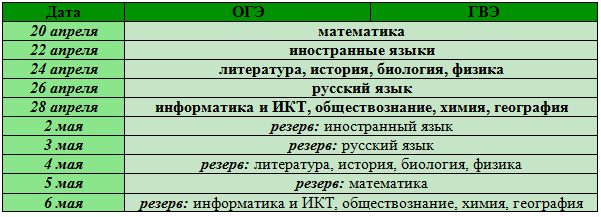 Дата ОГЭ ГВЭ
20 апреля математика
22 апреля иностранные языки
24 апреля литература, история, биология, физика
26 апреля русский язык
28 апреля информатика и ИКТ, обществознание, химия, география
2 мая резерв: иностранный язык
3 мая резерв: русский язык
4 мая резерв: литература, история, биология, физика
5 мая резерв: математика
6 мая резерв: информатика и ИКТ, обществознание, химия, география